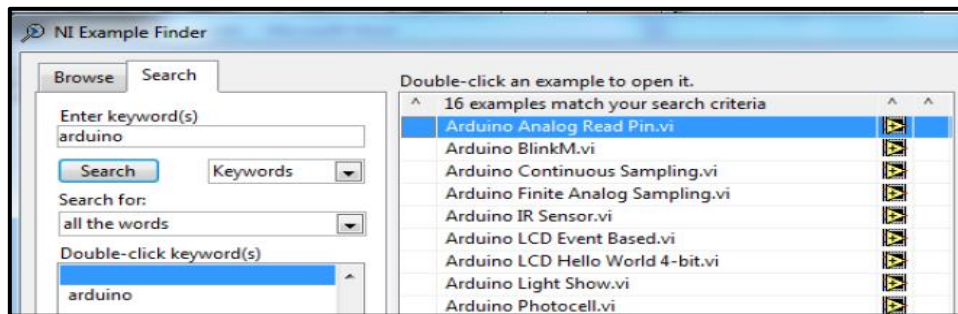 NI Example Finder
Browse Search
Enter keyword(s)
arduino
Search Keywords
Search for:
all the words
Double-click keyword(s)
arduino
Double-click an example to open it.
16 examples match your search criteria
Arduino Analog Read Pin.vi
Arduino BlinkM.vi
Arduino Continuous Sampling.vi
Arduino Finite Analog Sampling.vi
Arduino IR Sensor.vi
Arduino LCD Event Based.vi
Arduino LCD Hello World 4-bit.vi
Arduino Light Show.vi
Arduino Photocell.vi